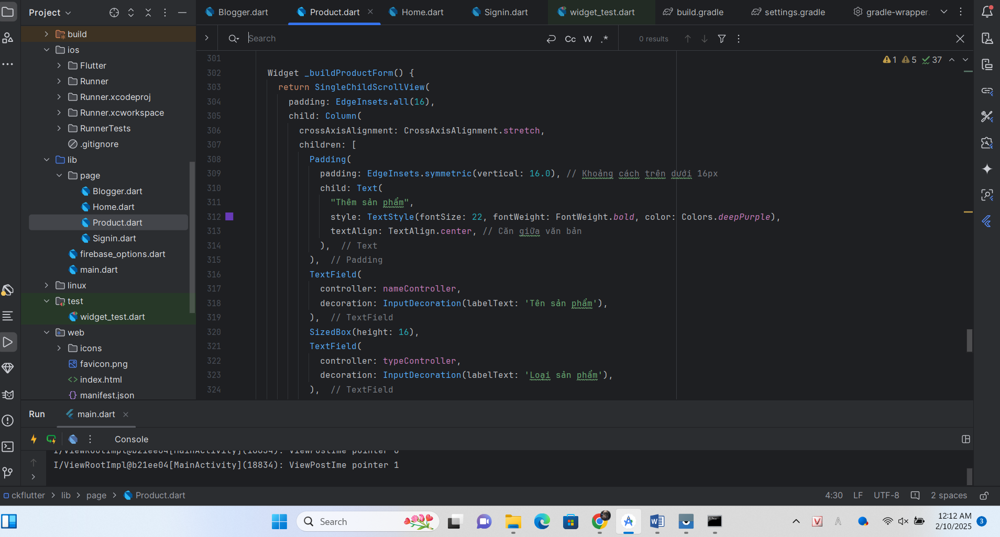 Project
Blogger.dart
Product.dart
Home.dart
Signin.dart
widget_test.dart
build.gradle
settings.gradle
gradle-wrapper.
build
ios
Flutter
Runner
Runner.xcodeproj
Runner.xcworkspace
RunnerTests
.gitignore
lib
page
Blogger.dart
Home.dart
Product.dart
Signin.dart
firebase_options.dart
main.dart
linux
test
widget_test.dart
web
icons
favicon.png
index.html
manifest.json
Search
Cc W .*
0 results
1 5 37
301
302 Widget _buildProductForm() {
303 return SingleChildScrollView(
304 padding: EdgeInsets.all(16),
305 child: Column(
306 crossAxisAlignment: CrossAxisAlignment.stretch,
307 children: [
308 Padding(
309 padding: EdgeInsets.symmetric(vertical: 16.0), // Khoảng cách trên dưới 16px
310 child: Text(
311 "Thêm sản phẩm",
312 style: TextStyle(fontSize: 22, fontWeight: FontWeight.bold, color: Colors.deepPurple),
313 textAlign: TextAlign.center, // Căn giữa văn bản
314 ), // Text
315 ), // Padding
316 TextField(
317 controller: nameController,
318 decoration: InputDecoration(labelText: 'Tên sản phẩm'),
319 ), // TextField
320 SizedBox(height: 16),
321 TextField(
322 controller: typeController,
323 decoration: InputDecoration(labelText: 'Loại sản phẩm'),
324 ), // TextField
Run
main.dart
Console
I/ViewRootImpl@b21ee04[MainActivity](18834): ViewPostIme pointer 0
I/ViewRootImpl@b21ee04[MainActivity](18834): ViewPostIme pointer 1
ckflutter > lib > page > Product.dart
4:30 LF UTF-8 2 spaces
Search
12:12 AM
2/10/2025
3